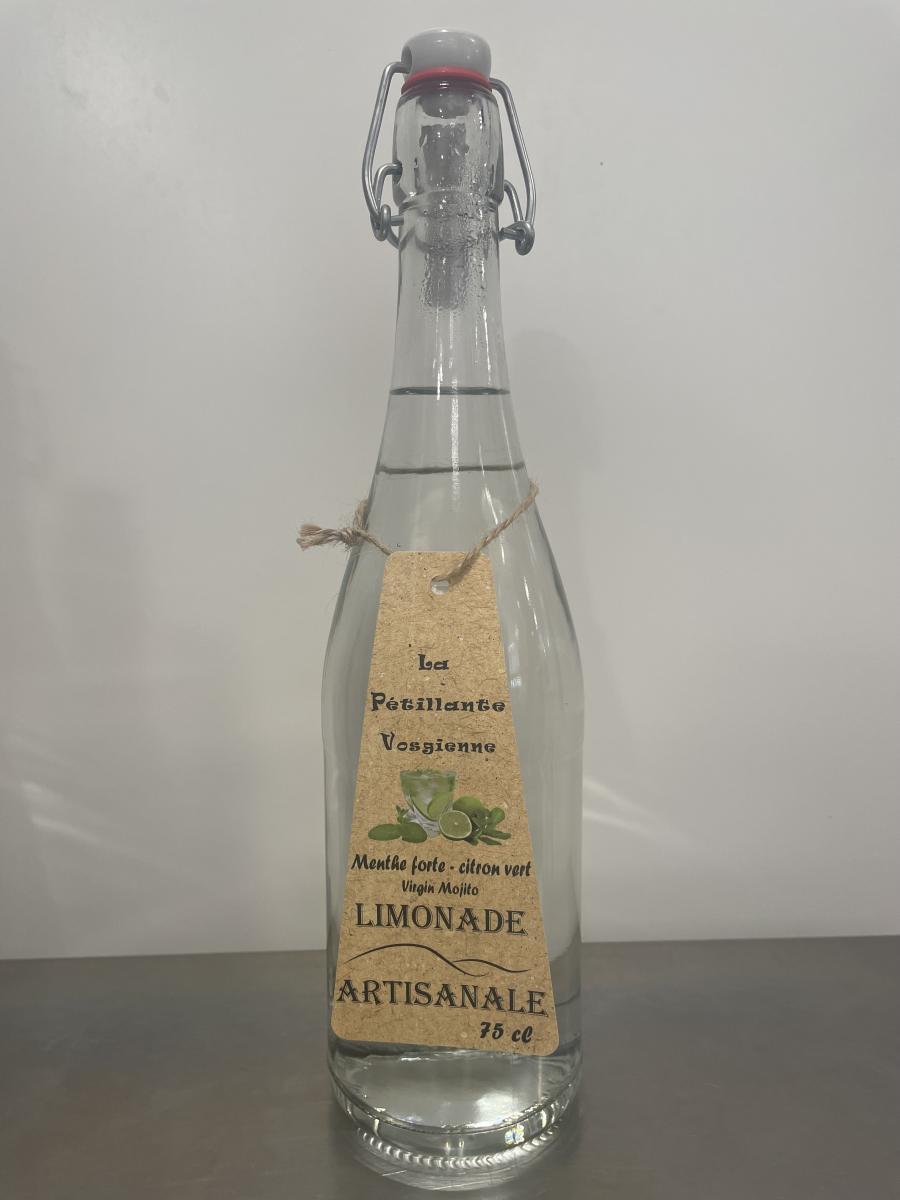 La
Pétillante
Vosgienne
Menthe forte - citron vert
Virgin Mojito
LIMONADE
ARTISANALE
75 cl